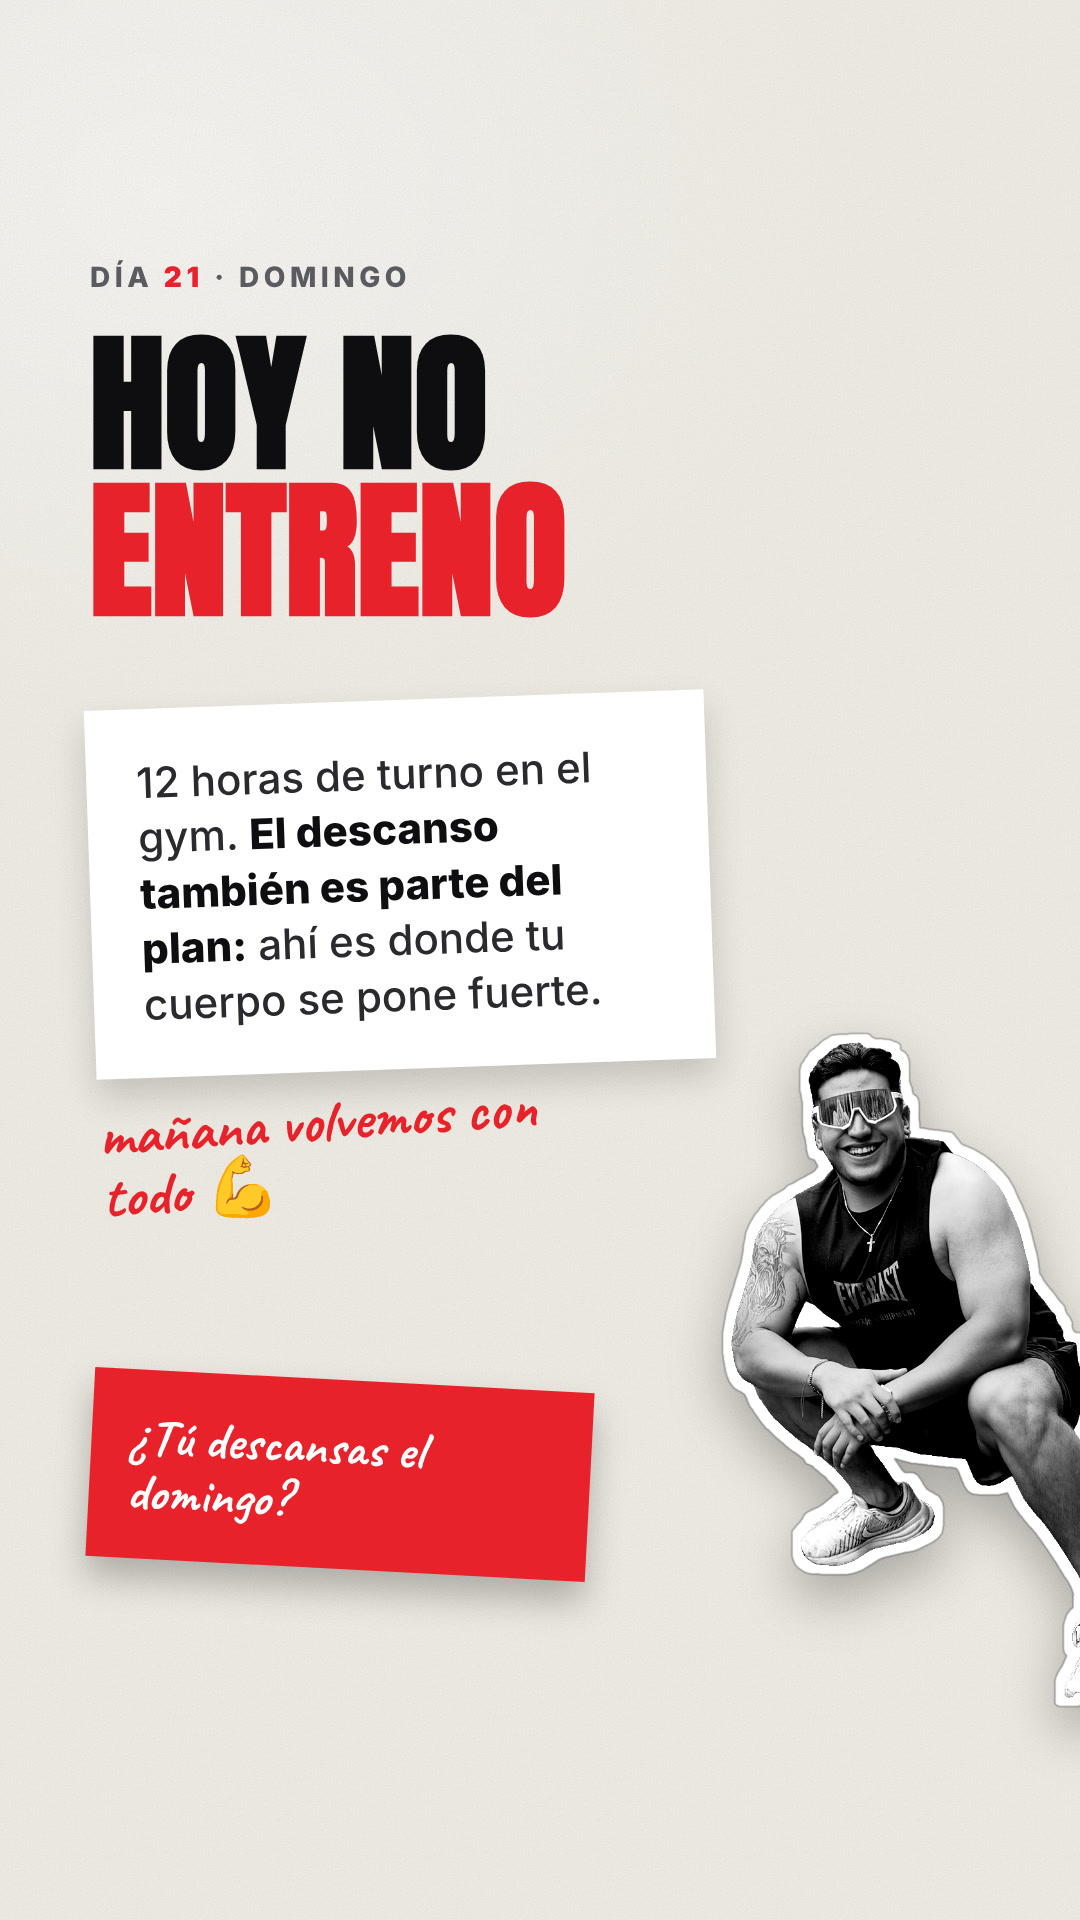 DÍA 21 · DOMINGO
HOY NO
ENTRENO
12 horas de turno en el
gym. El descanso
también es parte del
plan: ahí es donde tu
cuerpo se pone fuerte.
mañana volvemos con
todo 💪
¿Tú descansas el
domingo?
EVERLAST